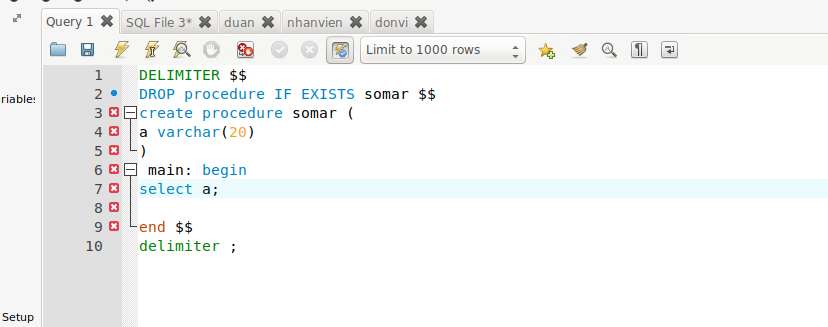 Query 1 SQL File 3* duan nhanvien donvi
Limit to 1000 rows
riables
1 DELIMITER $$
2 DROP procedure IF EXISTS somar $$
3 create procedure somar (
4 a varchar(20)
5 )
6 main: begin
7 select a;
8
9 end $$
10 delimiter ;
Setup